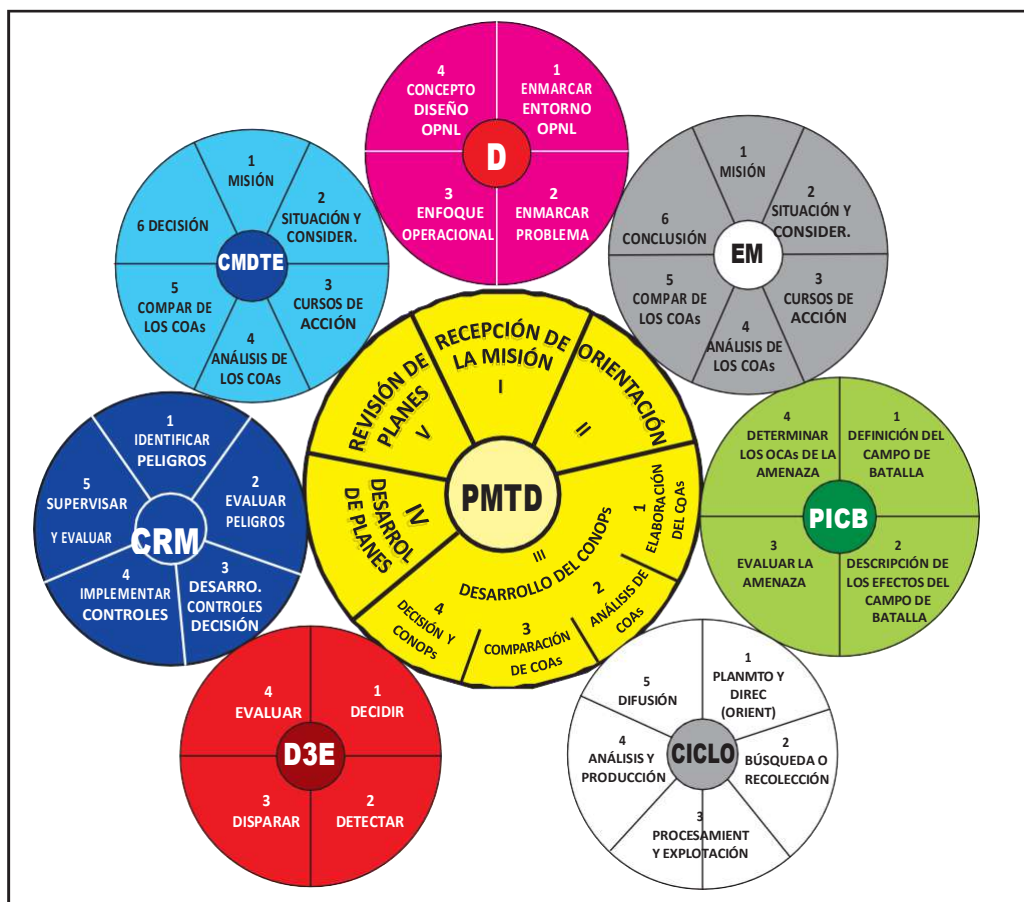 4
CONCEPTO
DISEÑO
OPNL
1
ENMARCAR
ENTORNO
OPNL
D
3
ENFOQUE
OPERACIONAL
2
ENMARCAR
PROBLEMA
1
MISIÓN
2
SITUACIÓN Y
CONSIDER.
6 DECISIÓN
CMDTE
5
COMPAR DE
LOS COAs
3
CURSOS DE
ACCIÓN
4
ANÁLISIS DE
LOS COAs
1
MISIÓN
2
SITUACIÓN Y
CONSIDER.
6
CONCLUSIÓN
EM
5
COMPAR DE
LOS COAs
3
CURSOS DE
ACCIÓN
4
ANÁLISIS DE
LOS COAs
RECEPCIÓN DE
LA MISIÓN
I
ORIENTACIÓN
II
REVISIÓN DE
PLANES
V
PMTD
IV
DESARROL
DE PLANES
III
DESARROLLO DEL CONOPs
1
ELABORACIÓN
DEL COAs
2
ANÁLISIS DE
COAs
3
COMPARACIÓN
DE COAs
4
DECISIÓN Y
CONOPs
1
IDENTIFICAR
PELIGROS
2
EVALUAR
PELIGROS
5
SUPERVISAR
Y EVALUAR
CRM
3
DESARRO.
CONTROLES
DECISIÓN
4
IMPLEMENTAR
CONTROLES
4
DETERMINAR
LOS OCAs DE LA
AMENAZA
1
DEFINICIÓN DEL
CAMPO DE
BATALLA
PICB
3
EVALUAR LA
AMENAZA
2
DESCRIPCIÓN DE
LOS EFECTOS DEL
CAMPO DE
BATALLA
4
EVALUAR
1
DECIDIR
D3E
3
DISPARAR
2
DETECTAR
1
PLANMTO Y
DIREC
(ORIENT)
5
DIFUSIÓN
CICLO
4
ANÁLISIS Y
PRODUCCIÓN
2
BÚSQUEDA O
RECOLECCIÓN
3
PROCESAMIENT
Y EXPLOTACIÓN